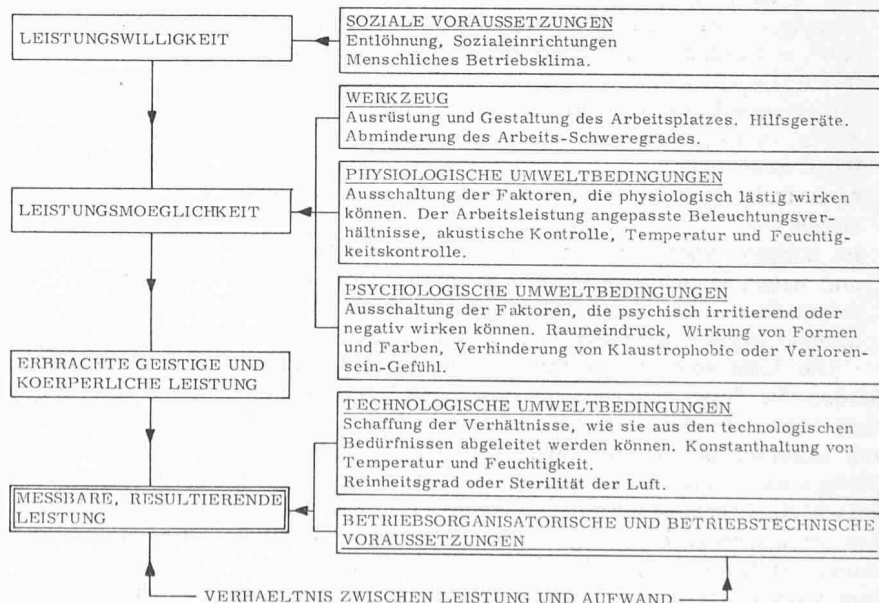 LEISTUNGSWILLIGKEIT
SOZIALE VORAUSSETZUNGEN
Entlöhnung, Sozialeinrichtungen
Menschliches Betriebsklima.
WERKZEUG
Ausrüstung und Gestaltung des Arbeitsplatzes. Hilfsgeräte.
Abminderung des Arbeits-Schweregrades.
LEISTUNGSMOEGLICHKEIT
PHYSIOLOGISCHE UMWELTBEDINGUNGEN
Ausschaltung der Faktoren, die physiologisch lästig wirken
können. Der Arbeitsleistung angepasste Beleuchtungsver-
hältnisse, akustische Kontrolle, Temperatur und Feuchtig-
keitskontrolle.
PSYCHOLOGISCHE UMWELTBEDINGUNGEN
Ausschaltung der Faktoren, die psychisch irritierend oder
negativ wirken können. Raumeindruck, Wirkung von Formen
und Farben, Verhinderung von Klaustrophobie oder Verloren-
sein-Gefühl.
ERBRACHTE GEISTIGE UND
KOERPERLICHE LEISTUNG
TECHNOLOGISCHE UMWELTBEDINGUNGEN
Schaffung der Verhältnisse, wie sie aus den technologischen
Bedürfnissen abgeleitet werden können. Konstanthaltung von
Temperatur und Feuchtigkeit.
Reinheitsgrad oder Sterilität der Luft.
MESSBARE, RESULTIERENDE
LEISTUNG
BETRIEBSORGANISATORISCHE UND BETRIEBSTECHNISCHE
VORAUSSETZUNGEN
VERHAELTNIS ZWISCHEN LEISTUNG UND AUFWAND